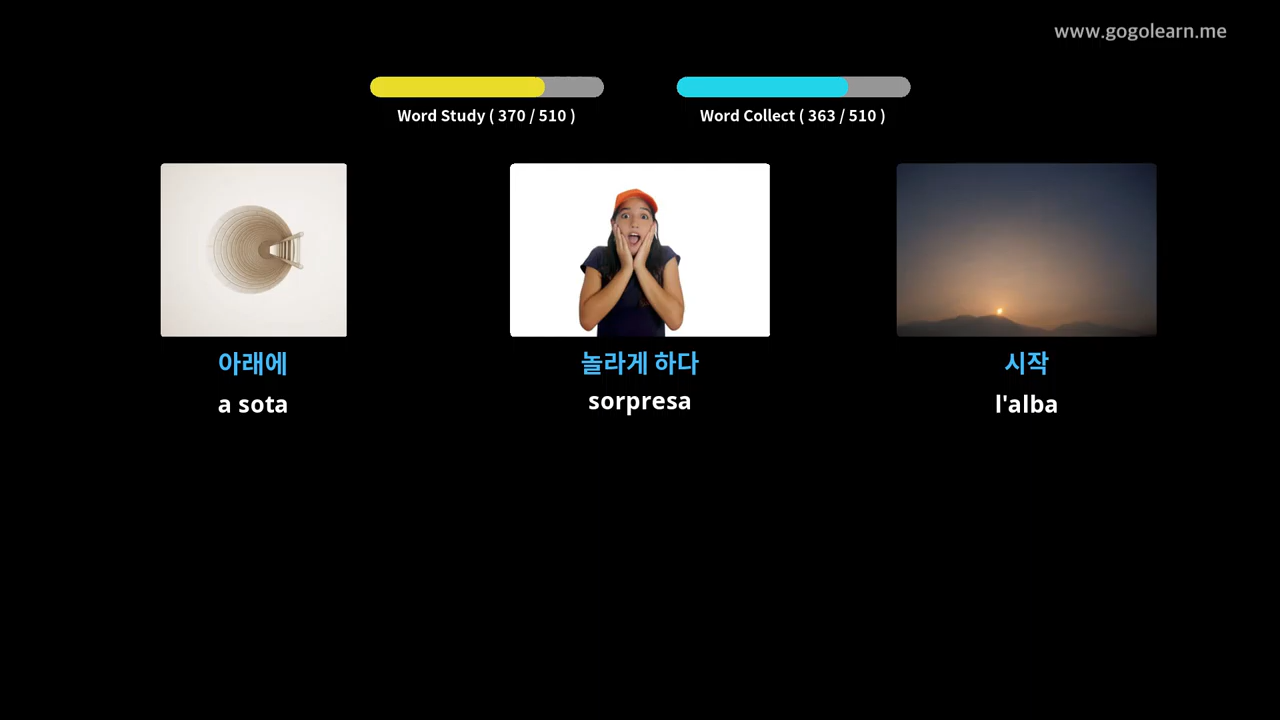 www.gogolearn.me
Word Study ( 370 / 510 )
Word Collect ( 363 / 510 )
아래에
놀라게 하다
시작
a sota
sorpresa
l'alba